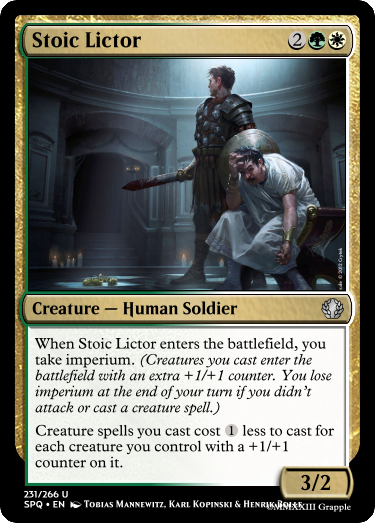 Stoic Lictor 2
Creature — Human Soldier
When Stoic Lictor enters the battlefield, you
take imperium. (Creatures you cast enter the
battlefield with an extra +1/+1 counter. You lose
imperium at the end of your turn if you didn't
attack or cast a creature spell.)
Creature spells you cast cost 1 less to cast for
each creature you control with a +1/+1
counter on it.
3/2
231/266 U
SPQ • EN Tobias Mannewitz, Karl Kopinski & Henrik Bolle
MMXXIII Grapple